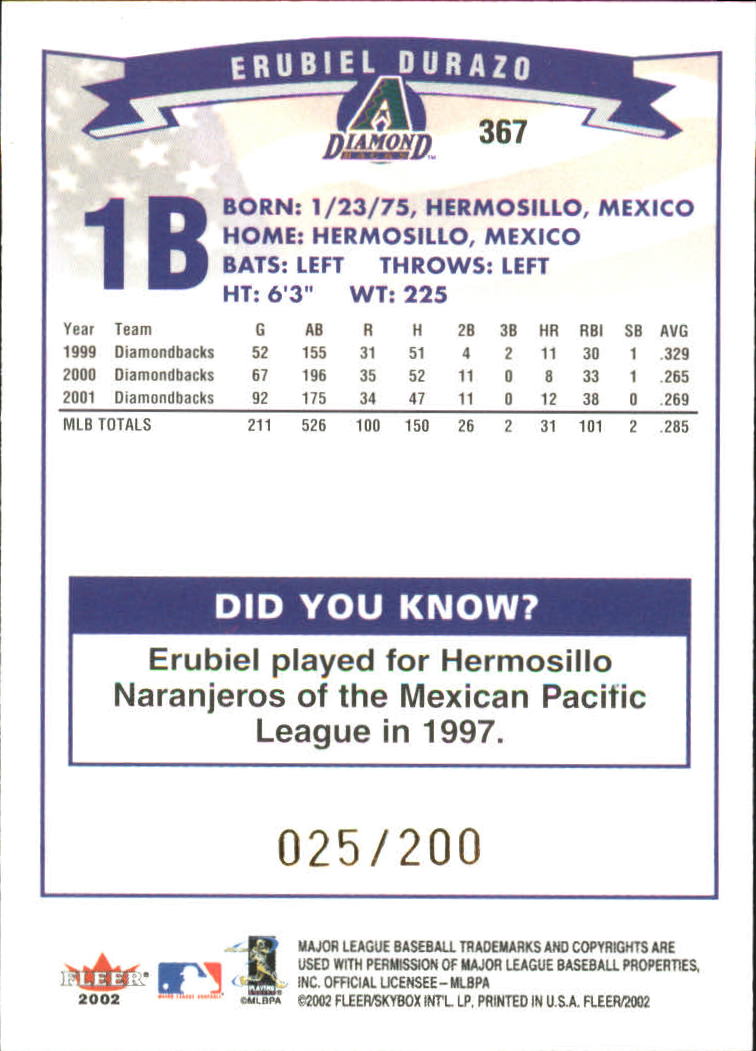 ERUBIEL DURAZO
A
DIAMOND
BACKS™
367
1B
BORN: 1/23/75, HERMOSILLO, MEXICO
HOME: HERMOSILLO, MEXICO
BATS: LEFT THROWS: LEFT
HT: 6'3" WT: 225
Year Team G AB R H 2B 3B HR RBI SB AVG
1999 Diamondbacks 52 155 31 51 4 2 11 30 1 .329
2000 Diamondbacks 67 196 35 52 11 0 8 33 1 .265
2001 Diamondbacks 92 175 34 47 11 0 12 38 0 .269
MLB TOTALS 211 526 100 150 26 2 31 101 2 .285
DID YOU KNOW?
Erubiel played for Hermosillo
Naranjeros of the Mexican Pacific
League in 1997.
025/200
FLEER®
2002
MAJOR LEAGUE BASEBALL
©MLBPA
MAJOR LEAGUE BASEBALL TRADEMARKS AND COPYRIGHTS ARE
USED WITH PERMISSION OF MAJOR LEAGUE BASEBALL PROPERTIES,
INC. OFFICIAL LICENSEE – MLBPA
©2002 FLEER/SKYBOX INT'L. LP, PRINTED IN U.S.A. FLEER/2002